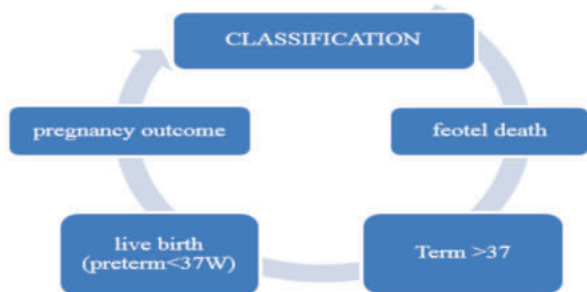 CLASSIFICATION
pregnancy outcome
feotel death
live birth
(preterm<37W)
Term >37